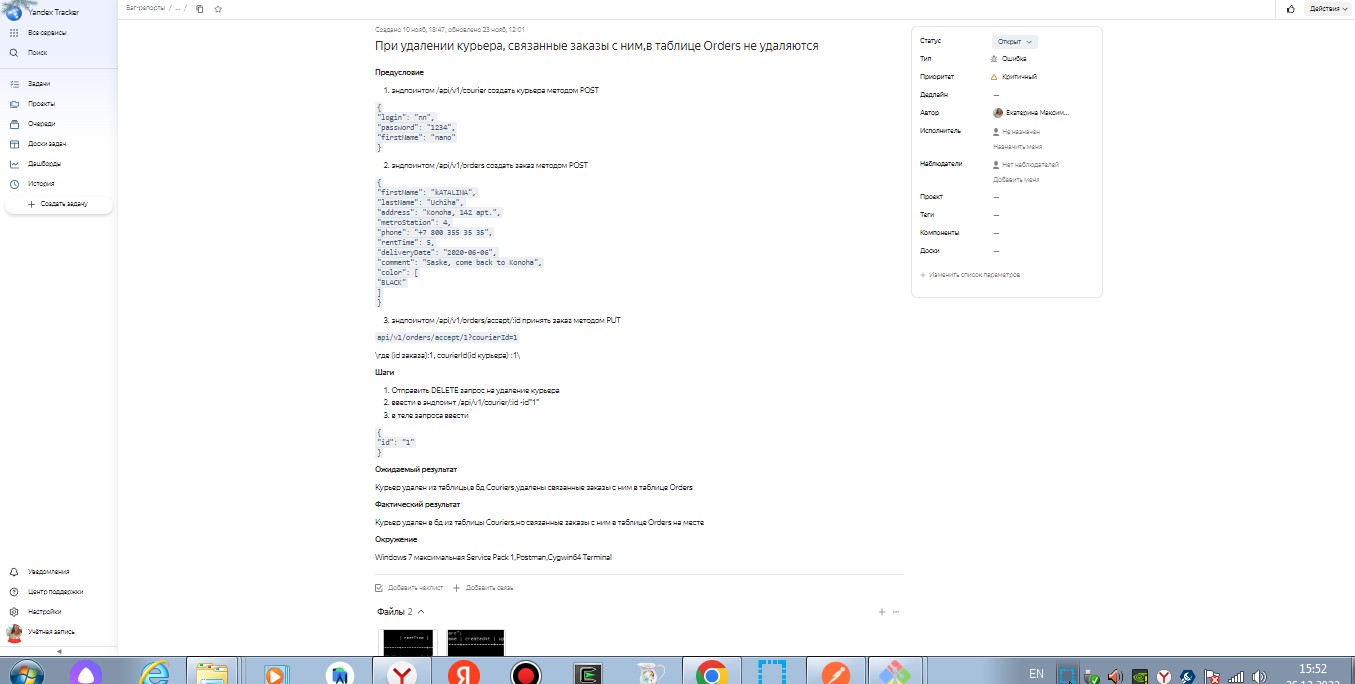 Yandex Tracker
Все сервисы
Поиск
Задачи
Проекты
Очереди
Доски задач
Дашборды
История
+ Создать задачу
Уведомления
Центр поддержки
Настройки
Учётная запись
Баг-репорты / ... /
Действия
Создано 10 нояб, 18:47, обновлено 23 нояб, 12:01
При удалении курьера, связанные заказы с ним,в таблице Orders не удаляются
Предусловие
1. эндпоинтом /api/v1/courier создать курьера методом POST
{
"login": "nn",
"password": "1234",
"firstName": "nano"
}
2. эндпоинтом /api/v1/orders создать заказ методом POST
{
"firstName": "kATALINA",
"lastName": "Uchiha",
"address": "Konoha, 142 apt.",
"metroStation": 4,
"phone": "+7 800 355 35 35",
"rentTime": 5,
"deliveryDate": "2020-06-06",
"comment": "Saske, come back to Konoha",
"color": [
"BLACK"
]
}
3. эндпоинтом /api/v1/orders/accept/:id принять заказ методом PUT
api/v1/orders/accept/1?courierId=1
\где (id заказа):1, courierId(id курьера) :1\
Шаги
1. Отправить DELETE запрос на удаление курьера
2. ввести в эндпоинт /api/v1/courier/:id -id"1"
3. в теле запроса ввести
{
"id": "1"
}
Ожидаемый результат
Курьер удален из таблицы,в бд Couriers,удалены связанные заказы с ним в таблице Orders
Фактический результат
Курьер удален в бд из таблицы Couriers,но связанные заказы с ним в таблице Orders на месте
Окружение
Windows 7 максимальная Service Pack 1,Postman,Cygwin64 Terminal
Добавить чеклист + Добавить связь
Файлы 2
| rentTime |
Статус Открыт
Тип Ошибка
Приоритет Критичный
Дедлайн —
Автор Екатерина Максим...
Исполнитель Не назначен
Назначить меня
Наблюдатели Нет наблюдателей
Добавить меня
Проект —
Теги —
Компоненты —
Доски —
+ Изменить список параметров
EN
15:52